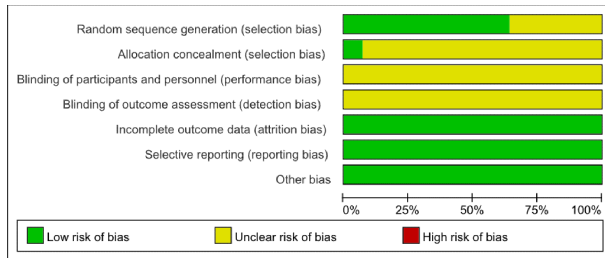 Random sequence generation (selection bias)
Allocation concealment (selection bias)
Blinding of participants and personnel (performance bias)
Blinding of outcome assessment (detection bias)
Incomplete outcome data (attrition bias)
Selective reporting (reporting bias)
Other bias
0% 25% 50% 75% 100%
Low risk of bias Unclear risk of bias High risk of bias